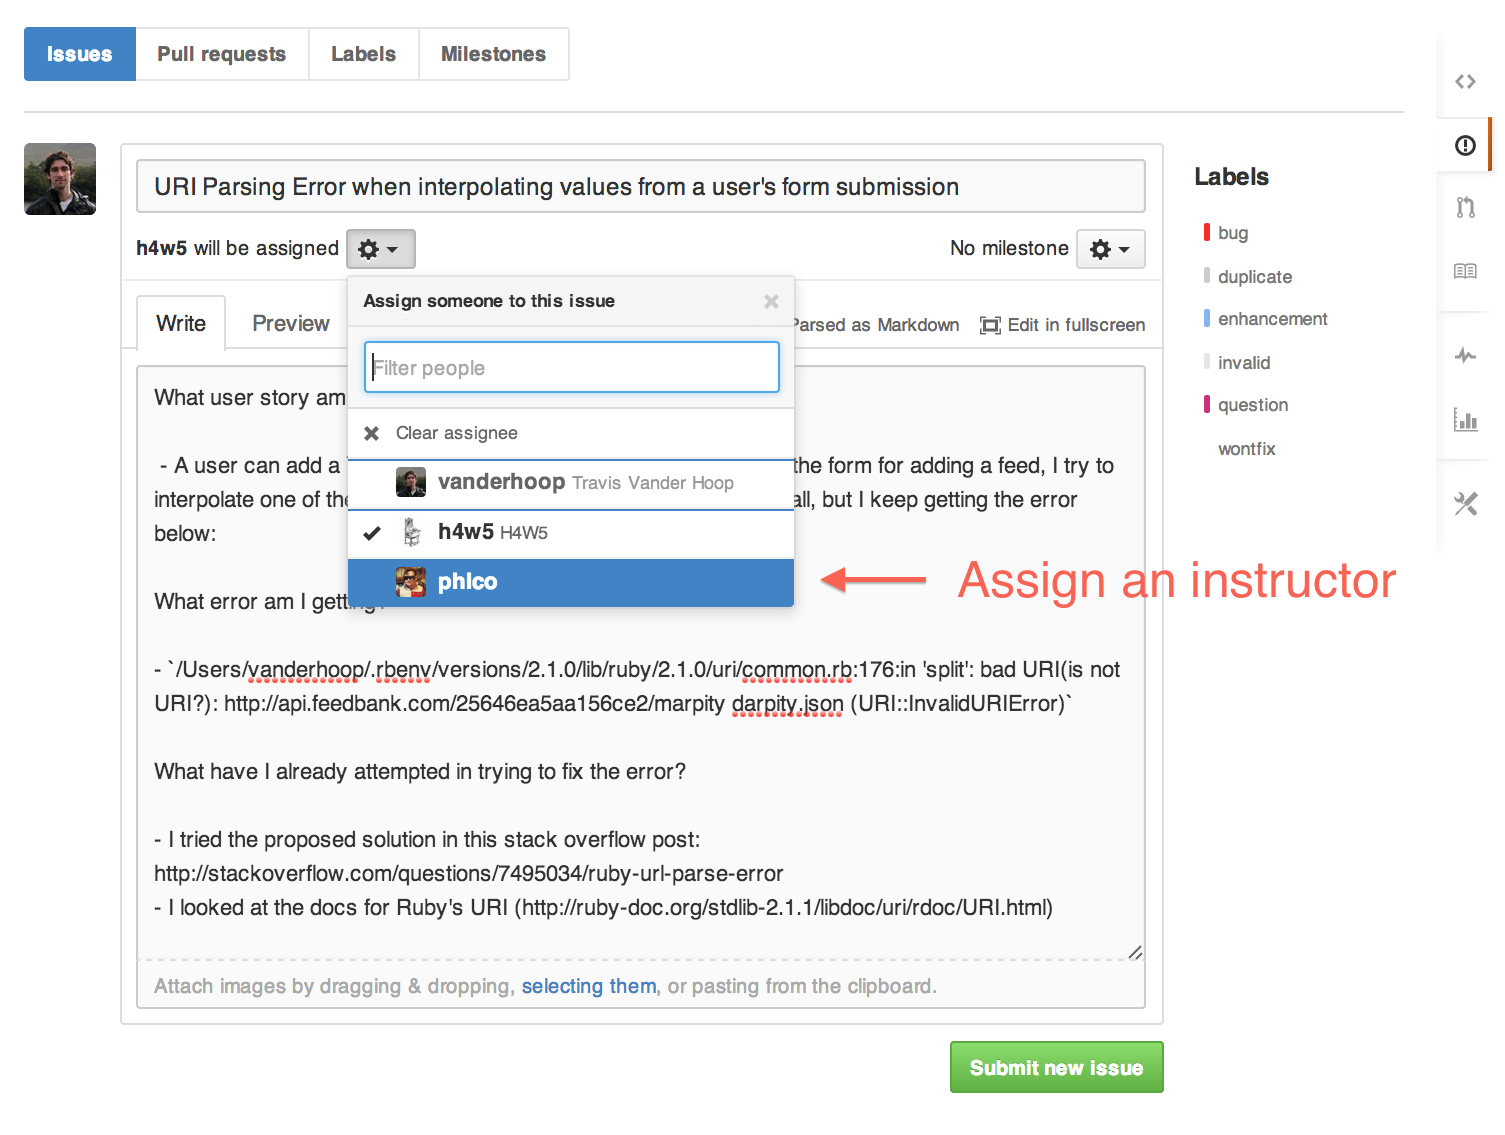 Issues Pull requests Labels Milestones
URI Parsing Error when interpolating values from a user's form submission
h4w5 will be assigned
No milestone
Assign someone to this issue
Write Preview
Parsed as Markdown Edit in fullscreen
Filter people
Clear assignee
vanderhoop Travis Vander Hoop
h4w5 H4W5
phlco
Assign an instructor
What user story am
- A user can add a the form for adding a feed, I try to
interpolate one of the all, but I keep getting the error
below:
What error am I getting?
- `/Users/vanderhoop/.rbenv/versions/2.1.0/lib/ruby/2.1.0/uri/common.rb:176:in 'split': bad URI(is not
URI?): http://api.feedbank.com/25646ea5aa156ce2/marpity darpity.json (URI::InvalidURIError)`
What have I already attempted in trying to fix the error?
- I tried the proposed solution in this stack overflow post:
http://stackoverflow.com/questions/7495034/ruby-url-parse-error
- I looked at the docs for Ruby's URI (http://ruby-doc.org/stdlib-2.1.1/libdoc/uri/rdoc/URI.html)
Attach images by dragging & dropping, selecting them, or pasting from the clipboard.
Submit new issue
Labels
bug
duplicate
enhancement
invalid
question
wontfix